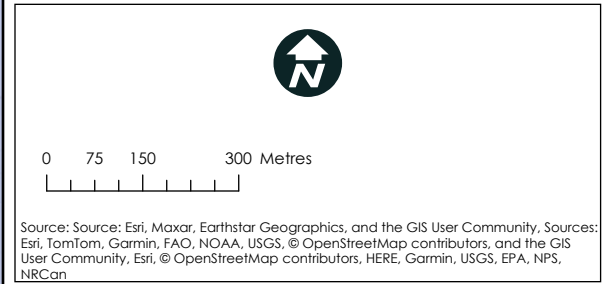 N
0 75 150 300 Metres
Source: Source: Esri, Maxar, Earthstar Geographics, and the GIS User Community, Sources:
Esri, TomTom, Garmin, FAO, NOAA, USGS, © OpenStreetMap contributors, and the GIS
User Community, Esri, © OpenStreetMap contributors, HERE, Garmin, USGS, EPA, NPS,
NRCan